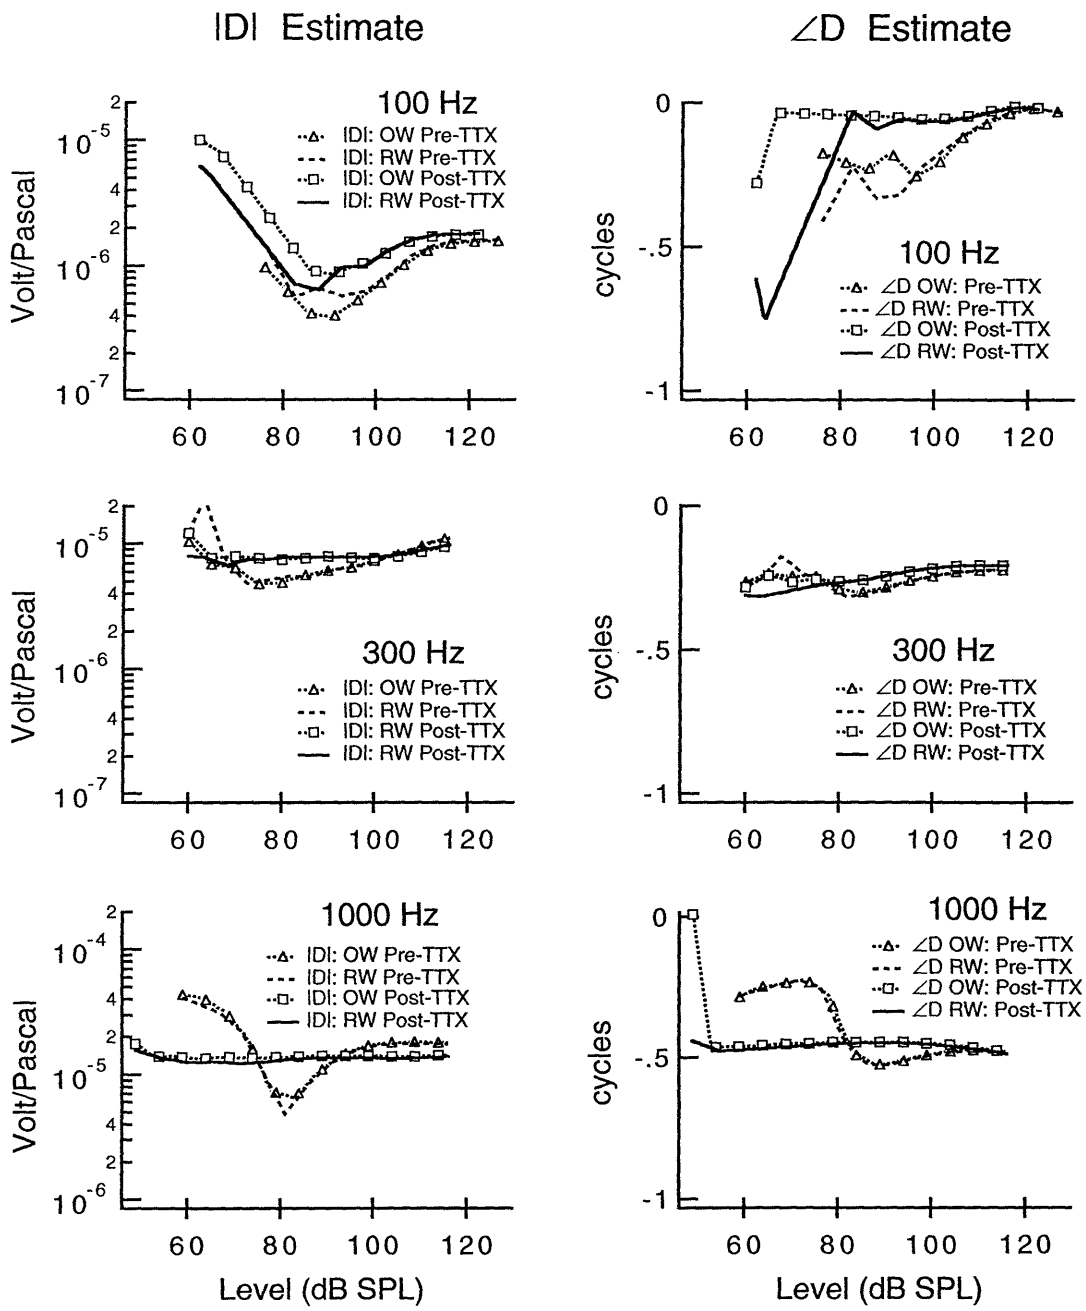 |D| Estimate
∠D Estimate
100 Hz
|D|: OW Pre-TTX
|D|: RW Pre-TTX
|D|: OW Post-TTX
|D|: RW Post-TTX
Volt/Pascal
2
10-5
4
2
10-6
4
2
10-7
60 80 100 120
100 Hz
∠D OW: Pre-TTX
∠D RW: Pre-TTX
∠D OW: Post-TTX
∠D RW: Post-TTX
cycles
0
-.5
-1
60 80 100 120
300 Hz
|D|: OW Pre-TTX
|D|: RW Pre-TTX
|D|: RW Post-TTX
|D|: RW Post-TTX
Volt/Pascal
2
10-5
4
2
10-6
4
2
10-7
60 80 100 120
300 Hz
∠D OW: Pre-TTX
∠D RW: Pre-TTX
∠D OW: Post-TTX
∠D RW: Post-TTX
cycles
0
-.5
-1
60 80 100 120
1000 Hz
|D|: OW Pre-TTX
|D|: RW Pre-TTX
|D|: OW Post-TTX
|D|: RW Post-TTX
Volt/Pascal
2
10-4
4
2
10-5
4
2
10-6
60 80 100 120
Level (dB SPL)
1000 Hz
∠D OW: Pre-TTX
∠D RW: Pre-TTX
∠D OW: Post-TTX
∠D RW: Post-TTX
cycles
0
-.5
-1
60 80 100 120
Level (dB SPL)